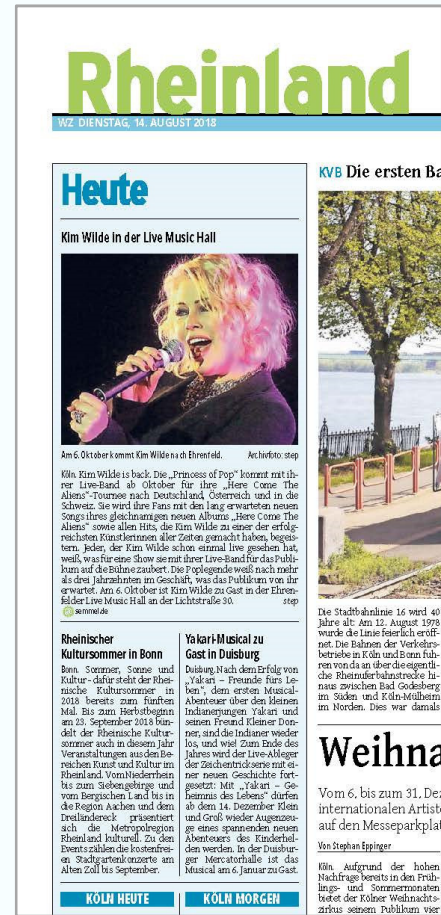 Rheinland
WZ DIENSTAG, 14. AUGUST 2018
Heute
Kim Wilde in der Live Music Hall
Am 6. Oktober kommt Kim Wilde nach Ehrenfeld. Archivfoto: step
Köln. Kim Wilde is back. Die „Princess of Pop“ kommt mit ih-
rer Live-Band ab Oktober für ihre „Here Come The
Aliens“-Tournee nach Deutschland, Österreich und in die
Schweiz. Sie wird ihre Fans mit den lang erwarteten neuen
Songs ihres gleichnamigen neuen Albums „Here Come The
Aliens“ sowie allen Hits, die Kim Wilde zu einer der erfolg-
reichsten Künstlerinnen aller Zeiten gemacht haben, begeis-
tern. Jeder, der Kim Wilde schon einmal live gesehen hat,
weiß, was für eine Show sie mit ihrer Live-Band für das Publi-
kum auf die Bühne zaubert. Die Poplegende weiß nach mehr
als drei Jahrzehnten im Geschäft, was das Publikum von ihr
erwartet. Am 6. Oktober ist Kim Wilde zu Gast in der Ehren-
felder Live Music Hall an der Lichtstraße 30. step
semmel.de
Rheinischer
Kultursommer in Bonn
Bonn. Sommer, Sonne und
Kultur - dafür steht der Rhei-
nische Kultursommer in
2018 bereits zum fünften
Mal. Bis zum Herbstbeginn
am 23. September 2018 bün-
delt der Rheinische Kultur-
sommer auch in diesem Jahr
Veranstaltungen aus den Be-
reichen Kunst und Kultur im
Rheinland. Vom Niederrhein
bis zum Siebengebirge und
vom Bergischen Land bis in
die Region Aachen und dem
Dreiländereck präsentiert
sich die Metropolregion
Rheinland kulturell. Zu den
Events zählen die kostenfrei-
en Stadtgartenkonzerte am
Alten Zoll bis September.
Yakari-Musical zu
Gast in Duisburg
Duisburg. Nach dem Erfolg von
„Yakari – Freunde fürs Le-
ben“, dem ersten Musical-
Abenteuer über den kleinen
Indianerjungen Yakari und
seinen Freund Kleiner Don-
ner, sind die Indianer wieder
los, und wie! Zum Ende des
Jahres wird der Live-Ableger
der Zeichentrickserie mit ei-
ner neuen Geschichte fort-
gesetzt: Mit „Yakari – Ge-
heimnis des Lebens“ dürfen
ab dem 14. Dezember Klein
und Groß wieder Augenzeu-
ge eines spannenden neuen
Abenteuers des Kinderhel-
den werden. In der Duisbur-
ger Mercatorhalle ist das
Musical am 6. Januar zu Gast.
KÖLN HEUTE
KÖLN MORGEN
KVB Die ersten Ba
Die Stadtbahnlinie 16 wird 40
Jahre alt: Am 12. August 1978
wurde die Linie feierlich eröff-
net. Die Bahnen der Verkehrs-
betriebe in Köln und Bonn fuh-
ren von da an über die eigentli-
che Rheinuferbahnstrecke hi-
naus zwischen Bad Godesberg
im Süden und Köln-Mülheim
im Norden. Dies war damals
Weihna
Vom 6. bis zum 31. Dez
internationalen Artiste
auf den Messeparkplat
Von Stephan Eppinger
Köln. Aufgrund der hohen
Nachfrage bereits in den Früh-
lings- und Sommermonaten
bietet der Kölner Weihnachts-
zirkus seinem Publikum vier